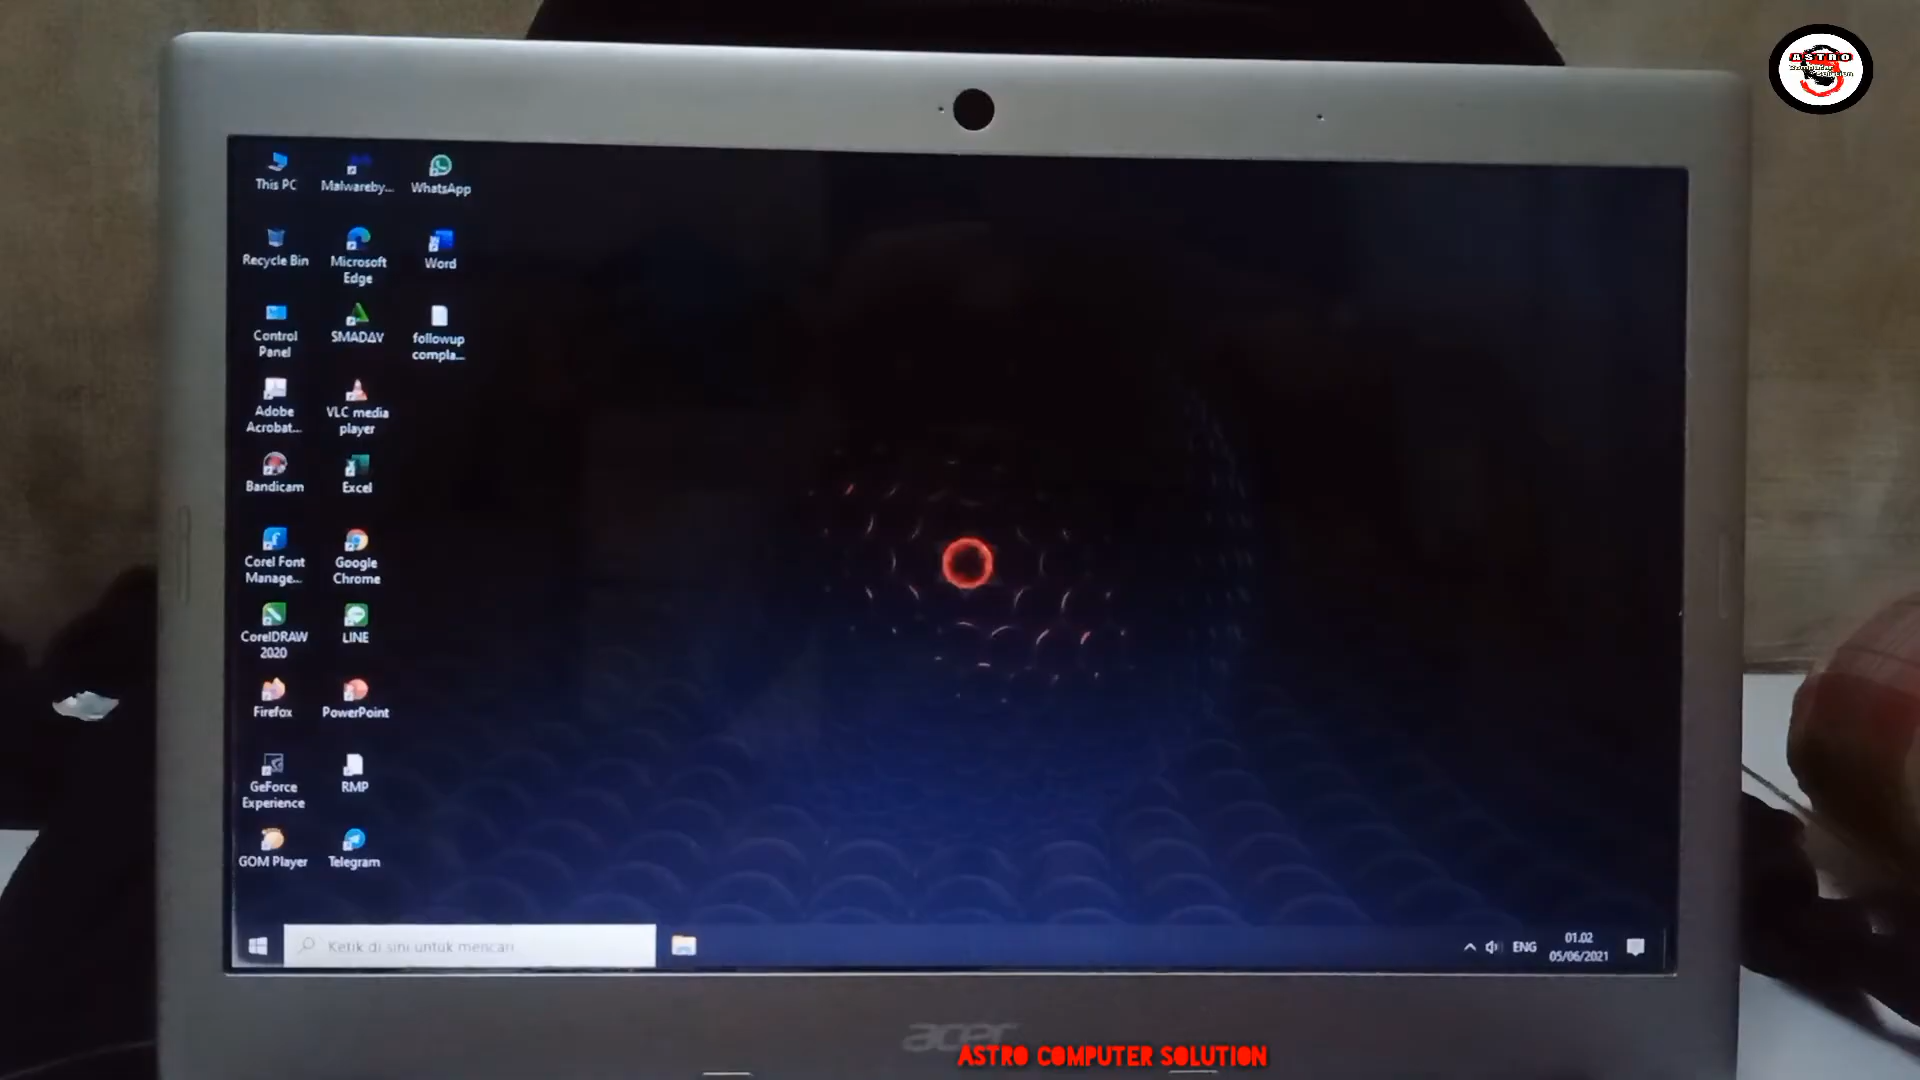 ASTRO
This PC
Malwareby...
WhatsApp
Recycle Bin
Microsoft
Edge
Word
Control
Panel
SMADΔV
followup
compla...
Adobe
Acrobat...
VLC media
player
Bandicam
Excel
Corel Font
Manage...
Google
Chrome
CorelDRAW
2020
LINE
Firefox
PowerPoint
GeForce
Experience
RMP
GOM Player
Telegram
Ketik di sini untuk mencari
ENG
01.02
05/06/2021
acer
ASTRO COMPUTER SOLUTION